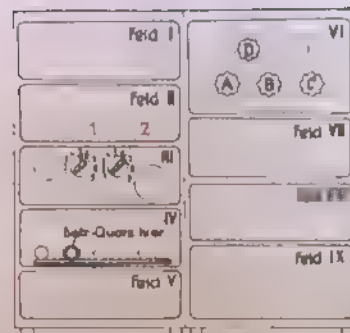 Feld I
Feld II
1 2
III
IV
Feld V
VI
D
A B C
Feld VII
Feld IX